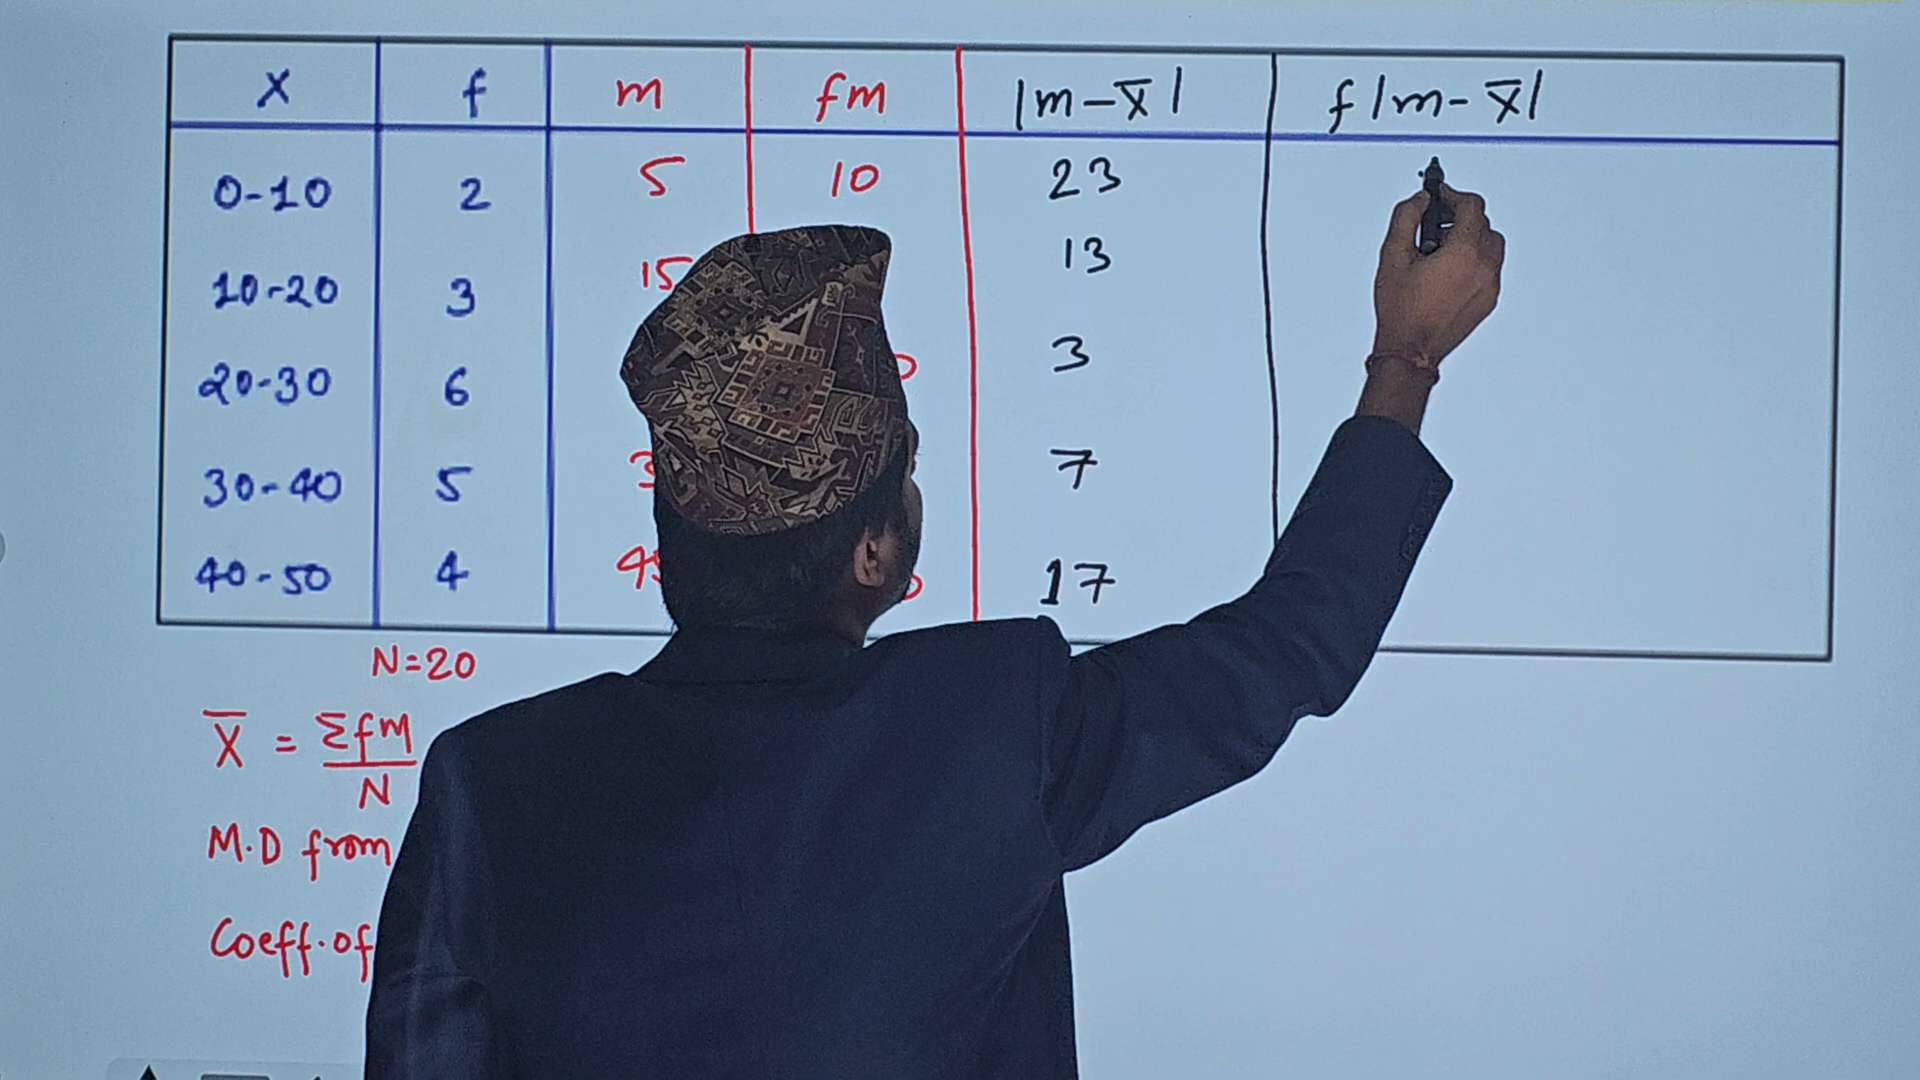 X f m fm |m-X̅| f|m-X̅|
0-10 2 5 10 23
10-20 3 15 13
20-30 6 3
30-40 5 7
40-50 4 17
N=20
X̅ = Σfm / N
M.D from
Coeff. of